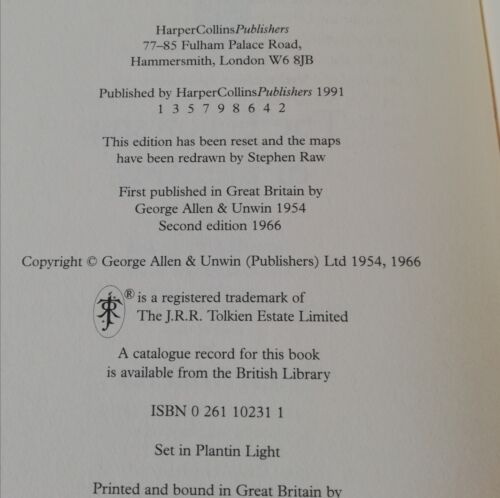 HarperCollinsPublishers
77–85 Fulham Palace Road,
Hammersmith, London W6 8JB
Published by HarperCollinsPublishers 1991
1 3 5 7 9 8 6 4 2
This edition has been reset and the maps
have been redrawn by Stephen Raw
First published in Great Britain by
George Allen & Unwin 1954
Second edition 1966
Copyright © George Allen & Unwin (Publishers) Ltd 1954, 1966
® is a registered trademark of
The J.R.R. Tolkien Estate Limited
A catalogue record for this book
is available from the British Library
ISBN 0 261 10231 1
Set in Plantin Light
Printed and bound in Great Britain by